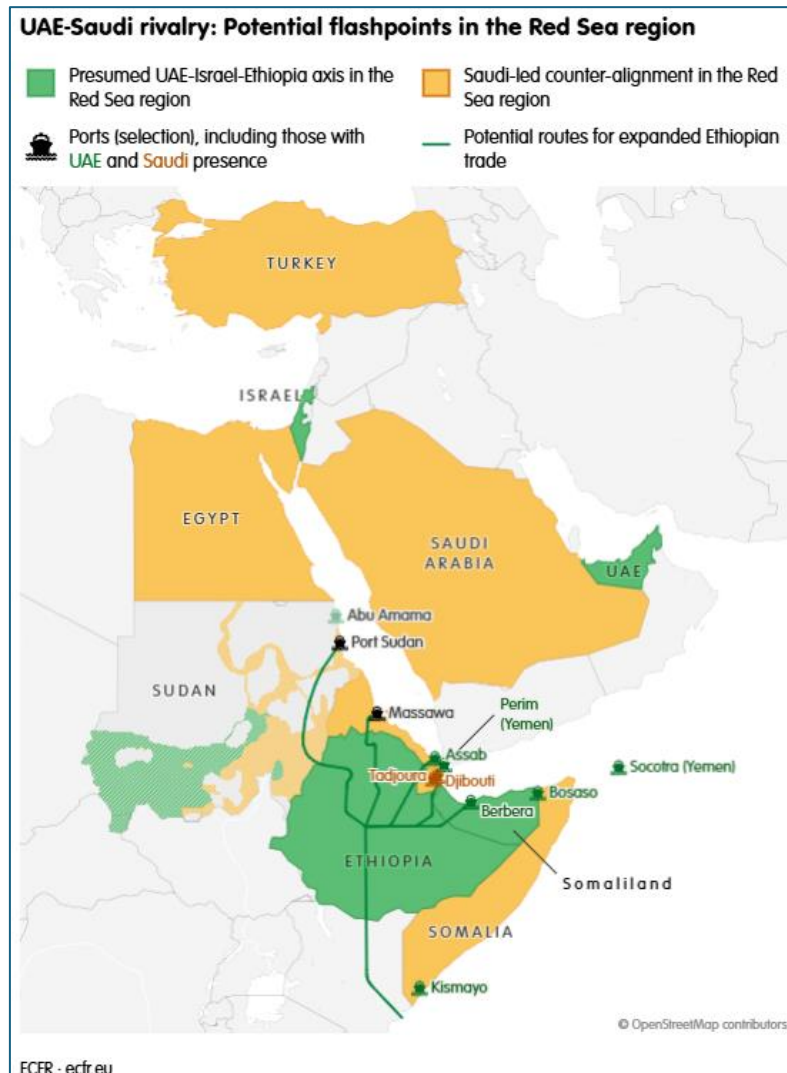 UAE-Saudi rivalry: Potential flashpoints in the Red Sea region
Presumed UAE-Israel-Ethiopia axis in the
Red Sea region
Saudi-led counter-alignment in the Red
Sea region
Ports (selection), including those with
UAE and Saudi presence
Potential routes for expanded Ethiopian
trade
TURKEY
ISRAEL
EGYPT
SAUDI
ARABIA
UAE
Abu Amama
Port Sudan
SUDAN
Massawa
Perim
(Yemen)
Assab
Tadjoura
Djibouti
Socotra (Yemen)
Bosaso
Berbera
ETHIOPIA
Somaliland
SOMALIA
Kismayo
© OpenStreetMap contributors
ECFR - ecfr.eu